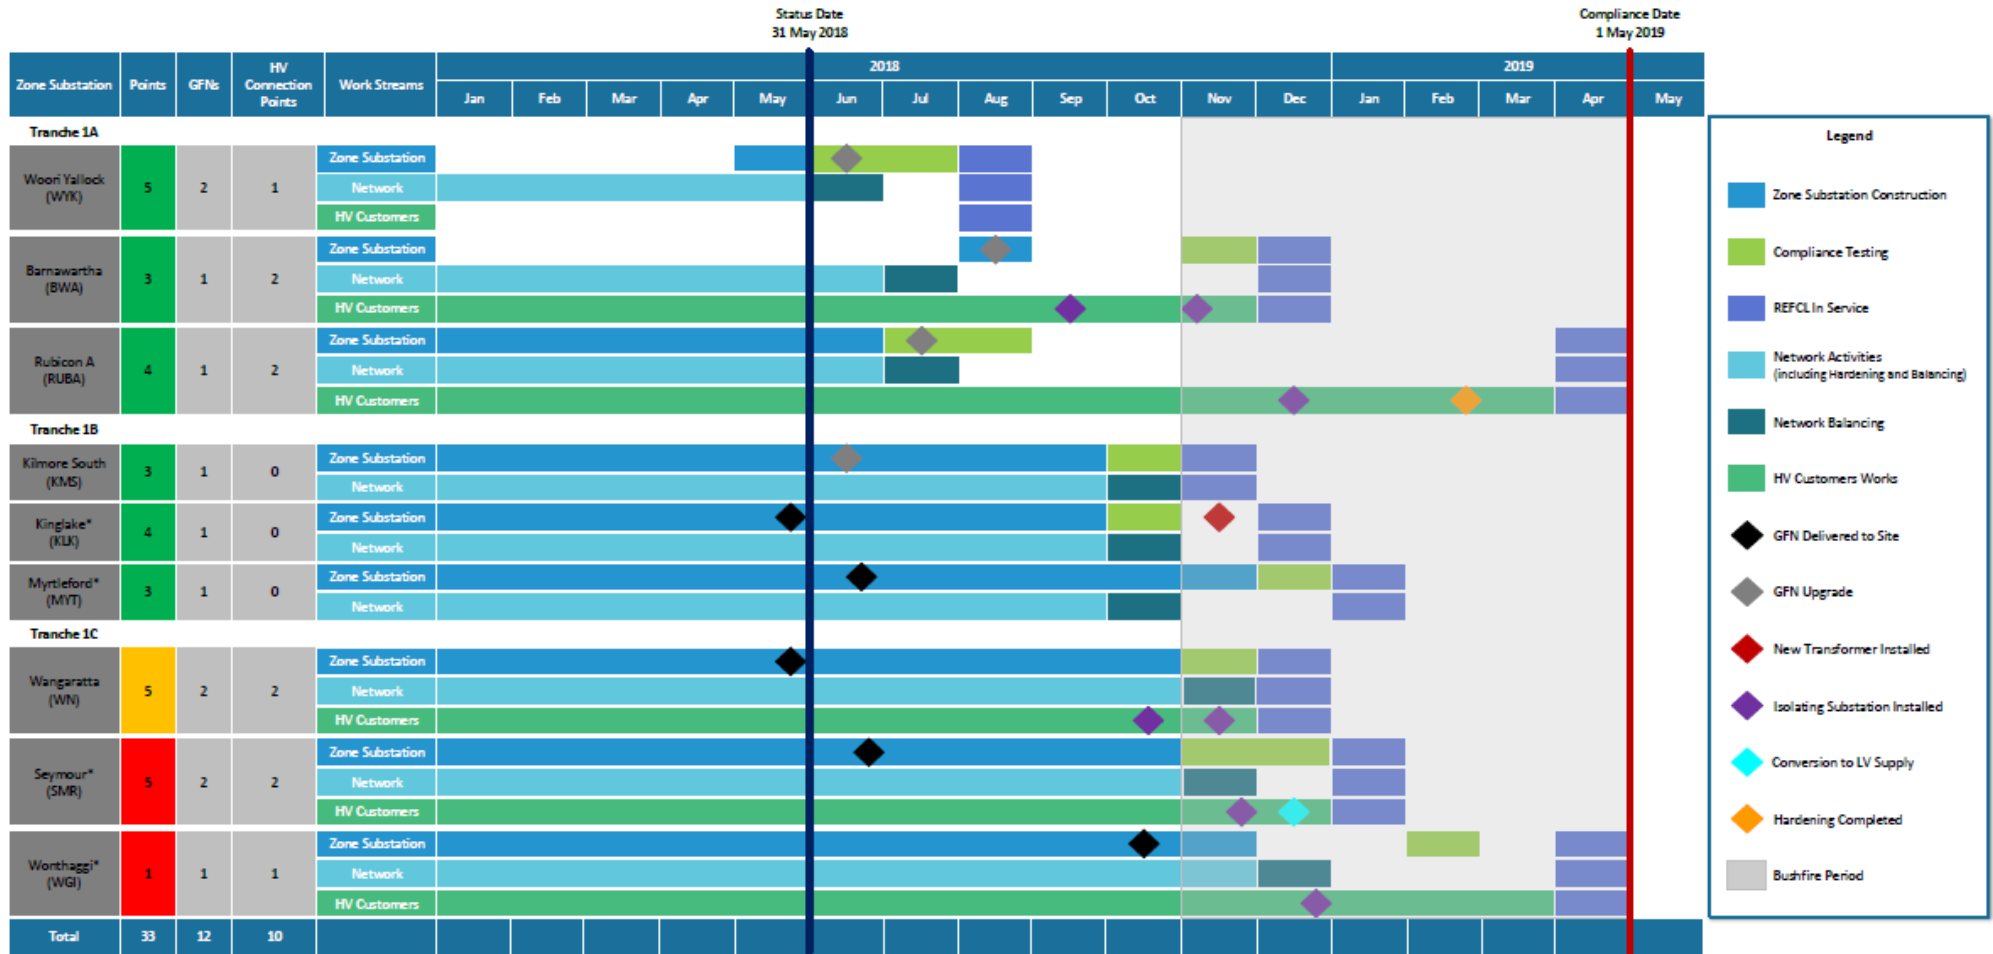 Status Date
31 May 2018
Compliance Date
1 May 2019
Zone Substation
Points
GFNs
HV
Connection
Points
Work Streams
2018
2019
Jan
Feb
Mar
Apr
May
Jun
Jul
Aug
Sep
Oct
Nov
Dec
Jan
Feb
Mar
Apr
May
Tranche 1A
Woori Yallock
(WYK)
5
2
1
Zone Substation
Network
HV Customers
Barnawartha
(BWA)
3
1
2
Zone Substation
Network
HV Customers
Rubicon A
(RUBA)
4
1
2
Zone Substation
Network
HV Customers
Tranche 1B
Kilmore South
(KMS)
3
1
0
Zone Substation
Network
Kinglake*
(KLK)
4
1
0
Zone Substation
Network
Myrtleford*
(MYT)
3
1
0
Zone Substation
Network
Tranche 1C
Wangaratta
(WN)
5
2
2
Zone Substation
Network
HV Customers
Seymour*
(SMR)
5
2
2
Zone Substation
Network
HV Customers
Wonthaggi*
(WGI)
1
1
1
Zone Substation
Network
HV Customers
Total
33
12
10
Legend
Zone Substation Construction
Compliance Testing
REFCL In Service
Network Activities
(including Hardening and Balancing)
Network Balancing
HV Customers Works
GFN Delivered to Site
GFN Upgrade
New Transformer Installed
Isolating Substation Installed
Conversion to LV Supply
Hardening Completed
Bushfire Period